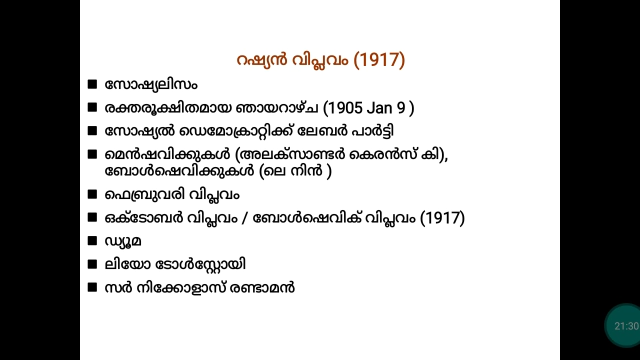 റഷ്യൻ വിപ്ലവം (1917)
■ സോഷ്യലിസം
■ രക്തരൂക്ഷിതമായ ഞായറാഴ്ച (1905 Jan 9 )
■ സോഷ്യൽ ഡെമോക്രാറ്റിക്ക് ലേബർ പാർട്ടി
■ മെൻഷവിക്കുകൾ (അലക്സാണ്ടർ കെരൻസ് കി),
ബോൾഷെവിക്കുകൾ (ലെ നിൻ )
■ ഫെബ്രുവരി വിപ്ലവം
■ ഒക്ടോബർ വിപ്ലവം / ബോൾഷെവിക് വിപ്ലവം (1917)
■ ഡ്യൂമ
■ ലിയോ ടോൾസ്റ്റോയി
■ സർ നിക്കോളാസ് രണ്ടാമൻ
21:30